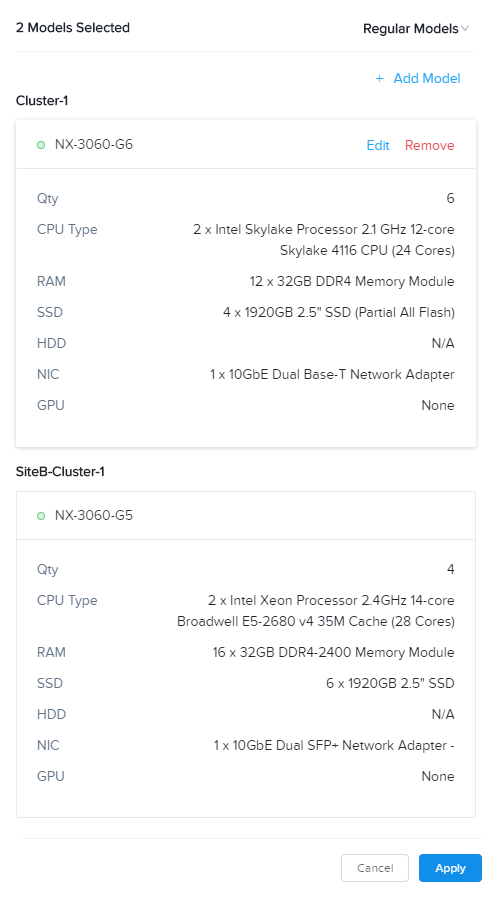 2 Models Selected Regular Models
+ Add Model
Cluster-1
NX-3060-G6 Edit Remove
Qty 6
CPU Type 2 x Intel Skylake Processor 2.1 GHz 12-core
Skylake 4116 CPU (24 Cores)
RAM 12 x 32GB DDR4 Memory Module
SSD 4 x 1920GB 2.5" SSD (Partial All Flash)
HDD N/A
NIC 1 x 10GbE Dual Base-T Network Adapter
GPU None
SiteB-Cluster-1
NX-3060-G5
Qty 4
CPU Type 2 x Intel Xeon Processor 2.4GHz 14-core
Broadwell E5-2680 v4 35M Cache (28 Cores)
RAM 16 x 32GB DDR4-2400 Memory Module
SSD 6 x 1920GB 2.5" SSD
HDD N/A
NIC 1 x 10GbE Dual SFP+ Network Adapter -
GPU None
Cancel Apply